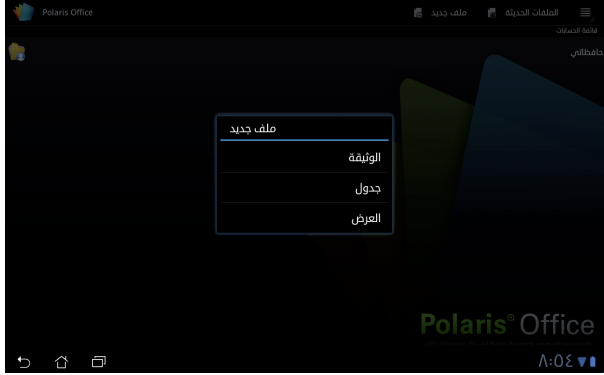 Polaris Office
ملف جديد
الملفات الحديثة
قائمة الحسابات
حافظاتي
ملف جديد
الوثيقة
جدول
العرض
Polaris® Office
٨:٥٤